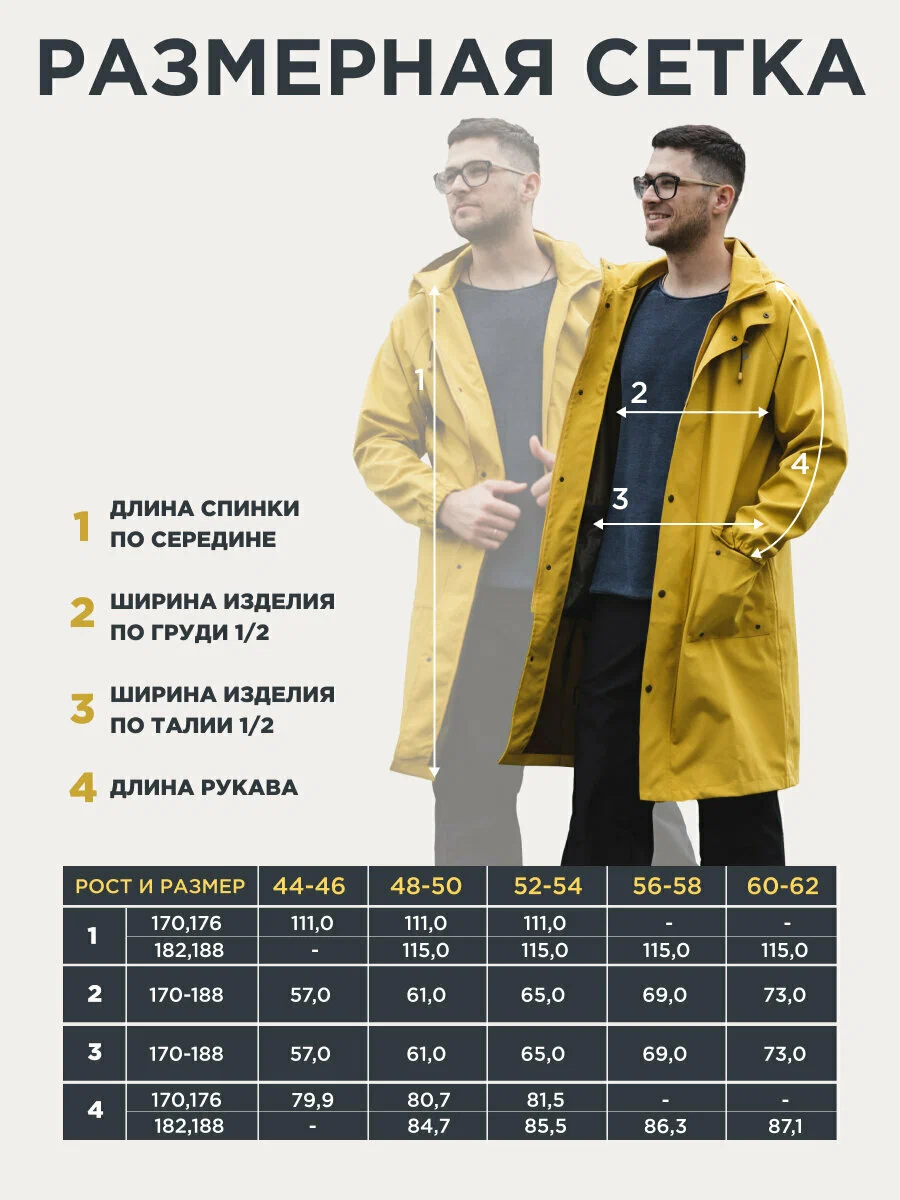 РАЗМЕРНАЯ СЕТКА
1
2
3
4
1 ДЛИНА СПИНКИ
ПО СЕРЕДИНЕ
2 ШИРИНА ИЗДЕЛИЯ
ПО ГРУДИ 1/2
3 ШИРИНА ИЗДЕЛИЯ
ПО ТАЛИИ 1/2
4 ДЛИНА РУКАВА
РОСТ И РАЗМЕР 44-46 48-50 52-54 56-58 60-62
1 170,176 111,0 111,0 111,0 - -
182,188 - 115,0 115,0 115,0 115,0
2 170-188 57,0 61,0 65,0 69,0 73,0
3 170-188 57,0 61,0 65,0 69,0 73,0
4 170,176 79,9 80,7 81,5 - -
182,188 - 84,7 85,5 86,3 87,1